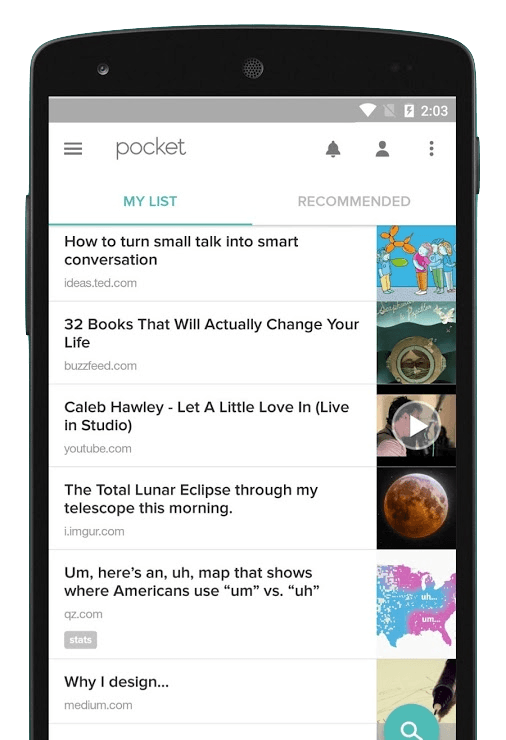 2:03
pocket
MY LIST
RECOMMENDED
How to turn small talk into smart
conversation
ideas.ted.com
32 Books That Will Actually Change Your
Life
buzzfeed.com
Caleb Hawley - Let A Little Love In (Live
in Studio)
youtube.com
The Total Lunar Eclipse through my
telescope this morning.
i.imgur.com
Um, here’s an, uh, map that shows
where Americans use “um” vs. “uh”
qz.com
stats
uh...
um...
Why I design...
medium.com